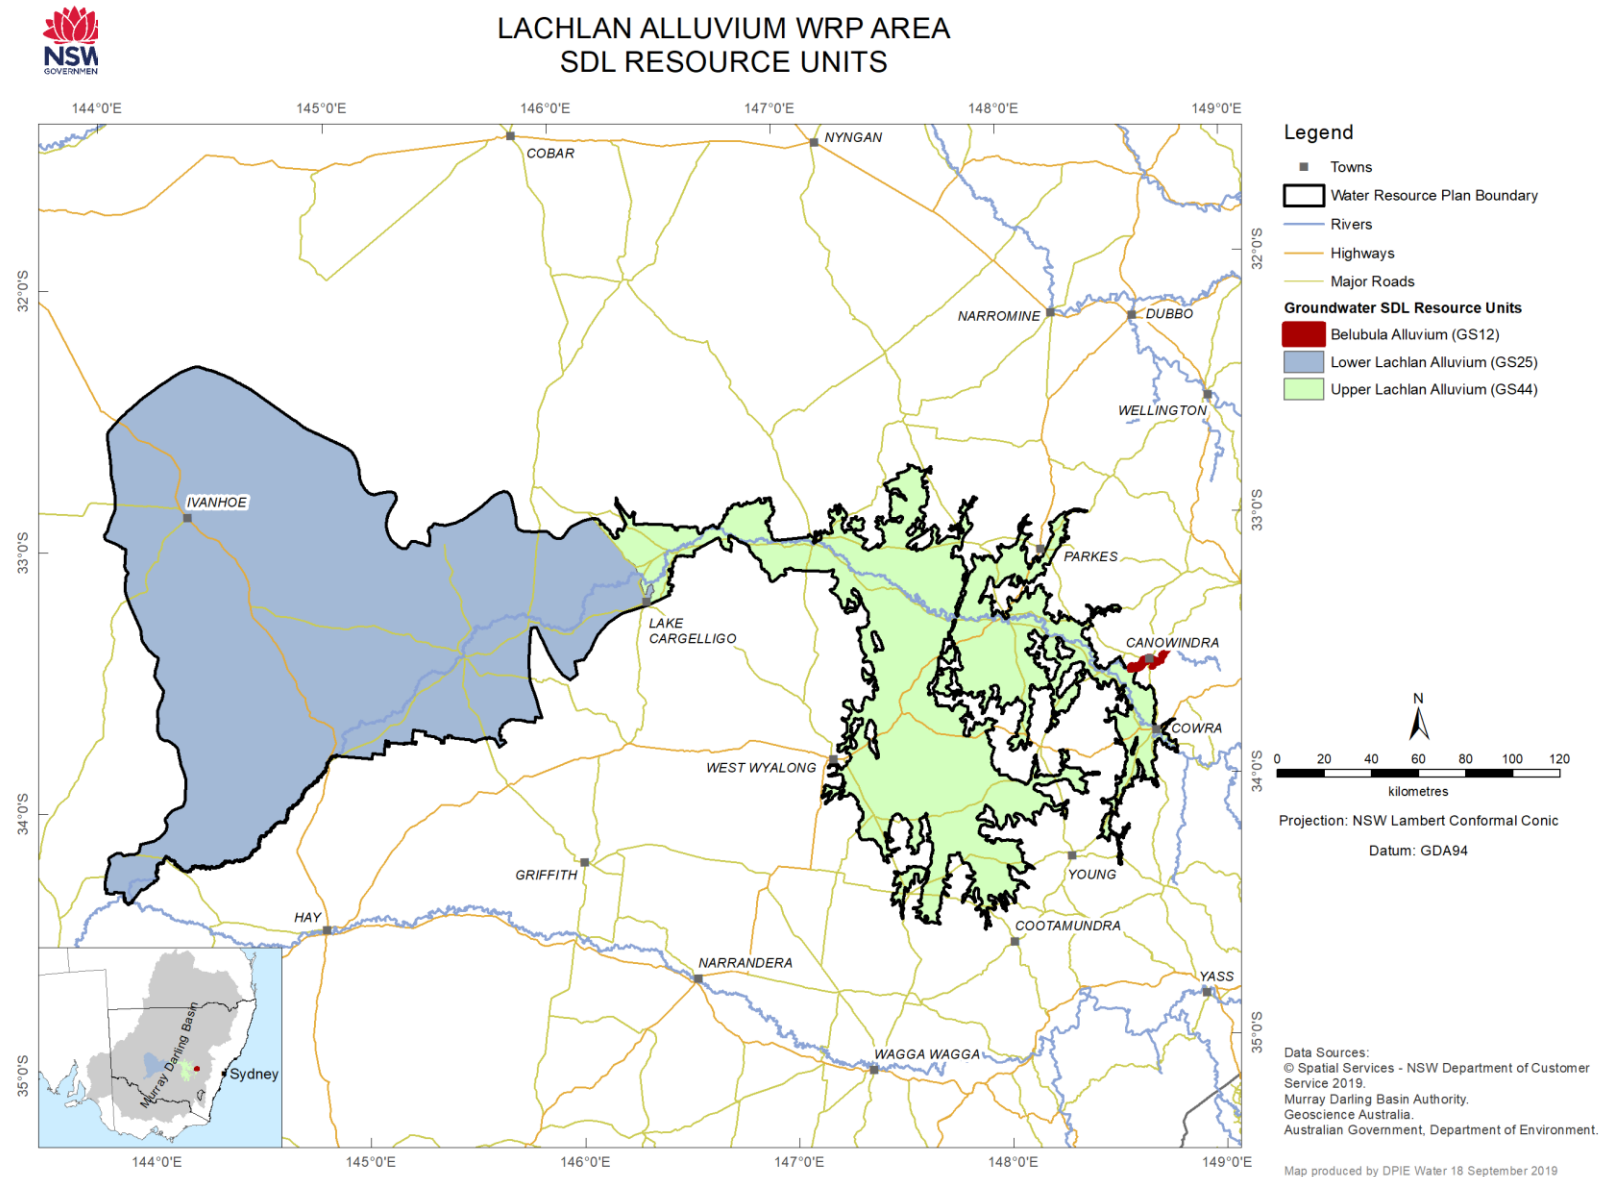 LACHLAN ALLUVIUM WRP AREA
SDL RESOURCE UNITS
NSW
GOVERNMEN
144°0'E 145°0'E 146°0'E 147°0'E 148°0'E 149°0'E
COBAR
NYNGAN
32°0'S
32°0'S
NARROMINE
DUBBO
WELLINGTON
IVANHOE
33°0'S
33°0'S
PARKES
LAKE
CARGELLIGO
CANOWINDRA
COWRA
WEST WYALONG
34°0'S
34°0'S
GRIFFITH
YOUNG
HAY
COOTAMUNDRA
NARRANDERA
YASS
WAGGA WAGGA
35°0'S
35°0'S
Murray Darling Basin
Sydney
144°0'E 145°0'E 146°0'E 147°0'E 148°0'E 149°0'E
Legend
Towns
Water Resource Plan Boundary
Rivers
Highways
Major Roads
Groundwater SDL Resource Units
Belubula Alluvium (GS12)
Lower Lachlan Alluvium (GS25)
Upper Lachlan Alluvium (GS44)
N
0 20 40 60 80 100 120
kilometres
Projection: NSW Lambert Conformal Conic
Datum: GDA94
Data Sources:
© Spatial Services - NSW Department of Customer
Service 2019.
Murray Darling Basin Authority.
Geoscience Australia.
Australian Government, Department of Environment.
Map produced by DPIE Water 18 September 2019